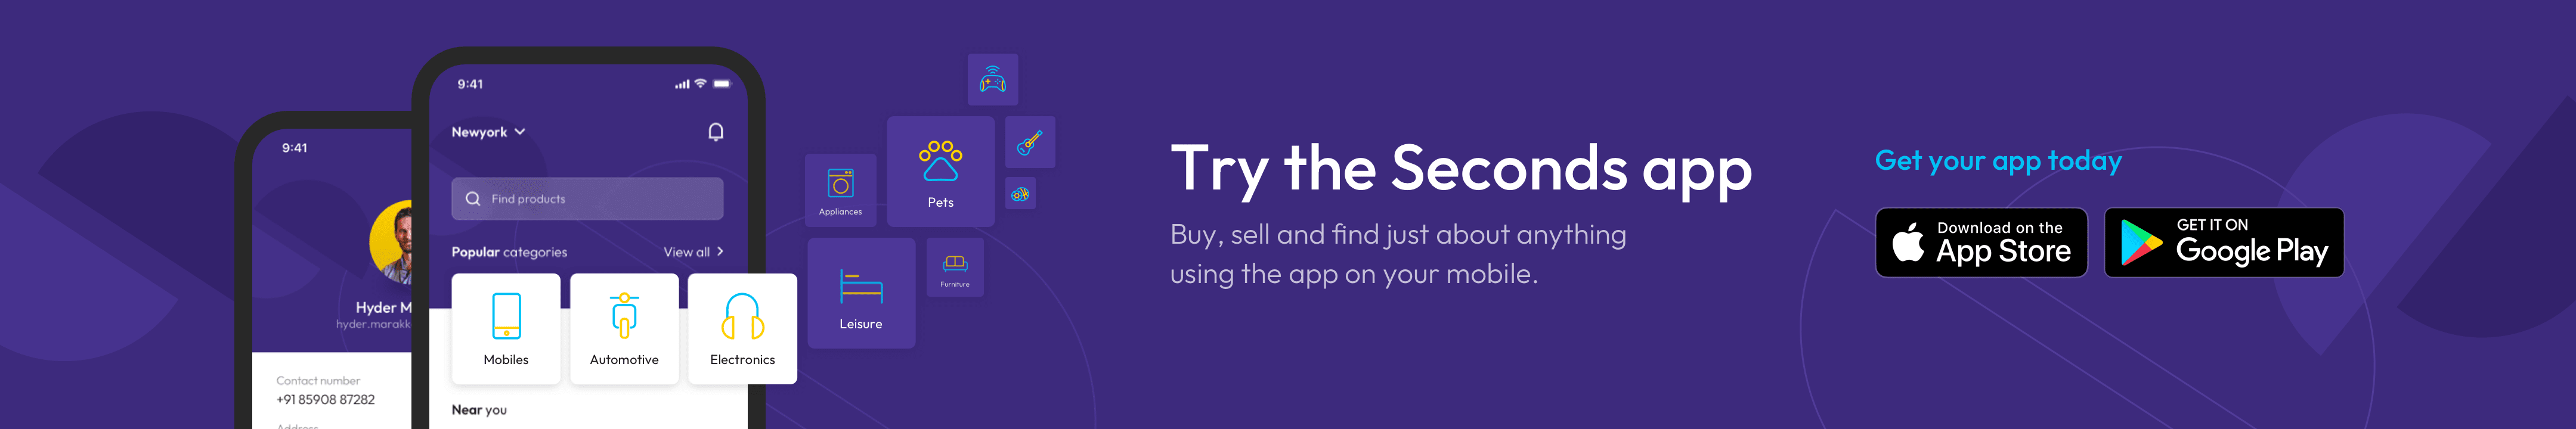 9:41
Hyder M
hyder.marakk
Contact number
+91 85908 87282
Address
9:41
Newyork
Find products
Popular categories
View all
Mobiles
Automotive
Electronics
Near you
Appliances
Pets
Leisure
Furniture
Try the Seconds app
Buy, sell and find just about anything
using the app on your mobile.
Get your app today
Download on the
App Store
GET IT ON
Google Play